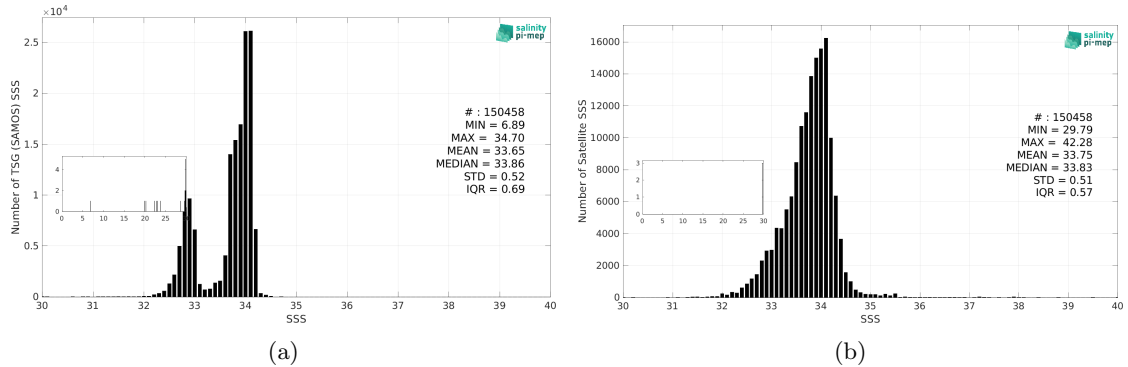 ×10⁴
2.5
2
1.5
1
0.5
0
Number of TSG (SAMOS) SSS
salinity
pi-mep
# : 150458
MIN = 6.89
MAX = 34.70
MEAN = 33.65
MEDIAN = 33.86
STD = 0.52
IQR = 0.69
4
2
0
0 5 10 15 20 25
30 31 32 33 34 35 36 37 38 39 40
SSS
(a)
16000
14000
12000
10000
8000
6000
4000
2000
0
Number of Satellite SSS
salinity
pi-mep
# : 150458
MIN = 29.79
MAX = 42.28
MEAN = 33.75
MEDIAN = 33.83
STD = 0.51
IQR = 0.57
3
2
1
0
0 5 10 15 20 25 30
30 31 32 33 34 35 36 37 38 39 40
SSS
(b)